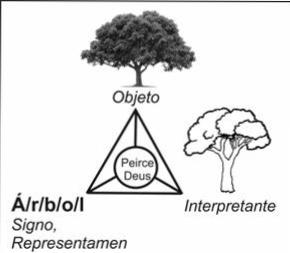 Objeto
Peirce
Deus
Á/r/b/o/l
Interpretante
Signo,
Representamen